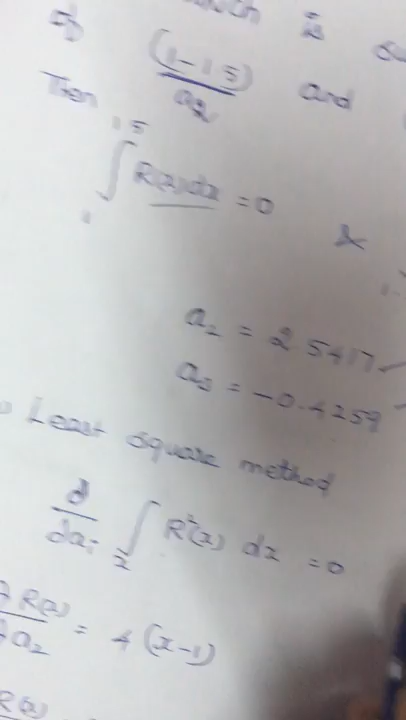 (1-1.5)
a2 and
Then
∫ R(x) dx = 0 &
a2 = 2.5417
a3 = -0.4259
Least square method
∂/∂ai ∫ R²(x) dx = 0
∂R(x)/∂a2 = 4(x-1)
R(x)